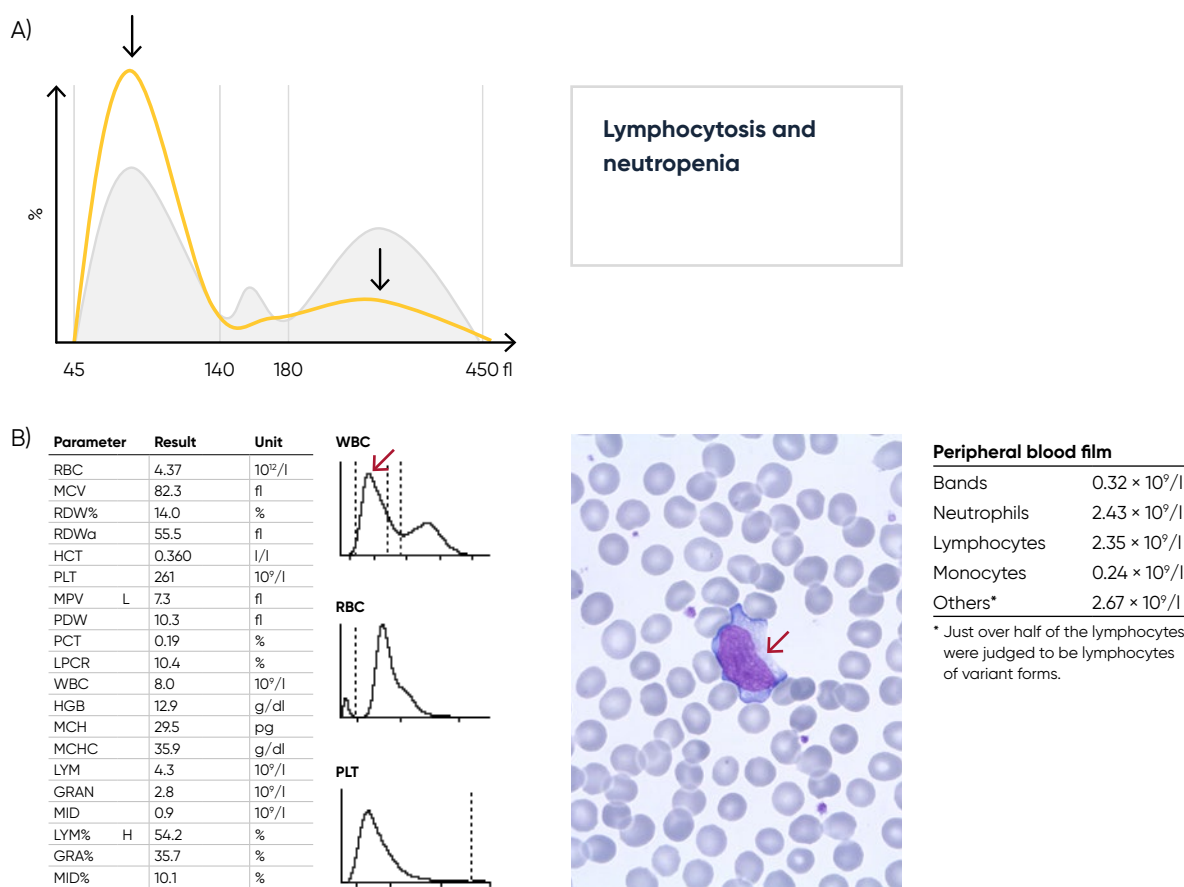 A)
Lymphocytosis and
neutropenia
%
45 140 180 450 fl
B)
Parameter Result Unit
RBC 4.37 10¹²/l
MCV 82.3 fl
RDW% 14.0 %
RDWa 55.5 fl
HCT 0.360 l/l
PLT 261 10⁹/l
MPV L 7.3 fl
PDW 10.3 fl
PCT 0.19 %
LPCR 10.4 %
WBC 8.0 10⁹/l
HGB 12.9 g/dl
MCH 29.5 pg
MCHC 35.9 g/dl
LYM 4.3 10⁹/l
GRAN 2.8 10⁹/l
MID 0.9 10⁹/l
LYM% H 54.2 %
GRA% 35.7 %
MID% 10.1 %
WBC
RBC
PLT
Peripheral blood film
Bands 0.32 × 10⁹/l
Neutrophils 2.43 × 10⁹/l
Lymphocytes 2.35 × 10⁹/l
Monocytes 0.24 × 10⁹/l
Others* 2.67 × 10⁹/l
* Just over half of the lymphocytes
were judged to be lymphocytes
of variant forms.